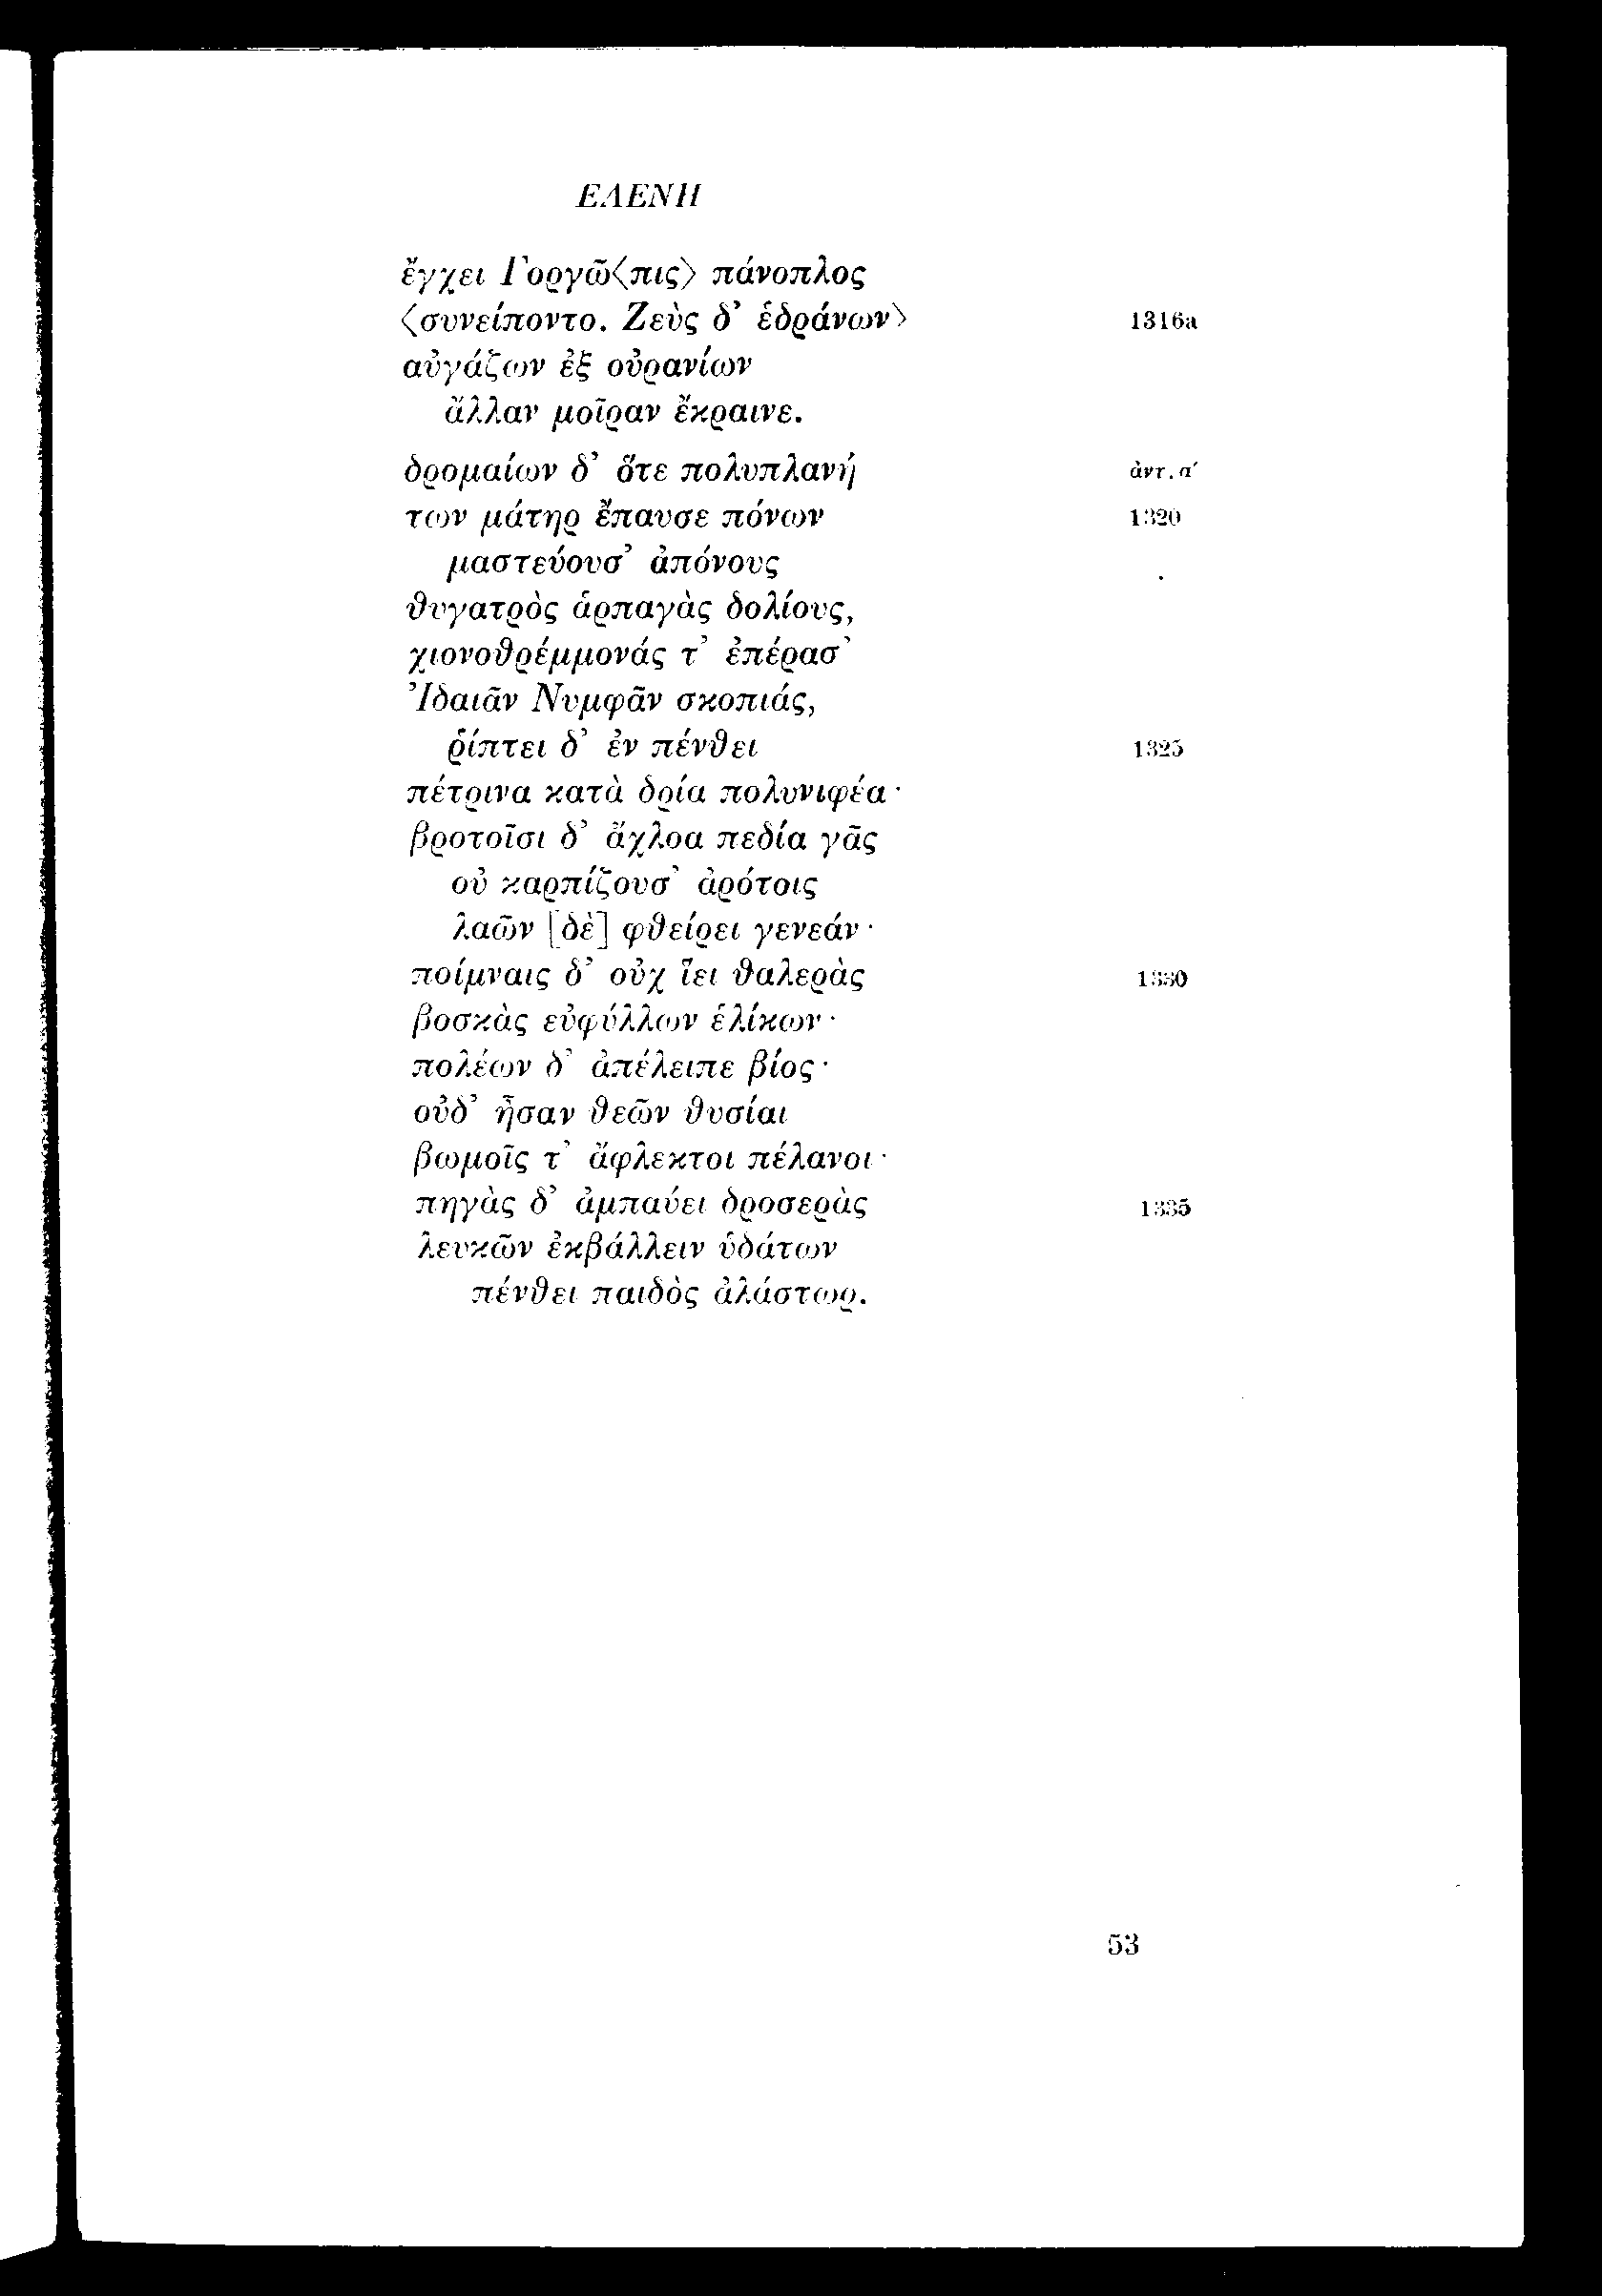 ΕΛΕΝΗ
ἔγχει Γοργῶ⟨πις⟩ πάνοπλος
⟨συνείποντο. Ζεὺς δ’ ἑδράνων⟩ 1316a
αὐγάζων ἐξ οὐρανίων
ἄλλαν μοῖραν ἔκραινε.
δρομαίων δ’ ὅτε πολυπλανή ἀντ. α′
των μάτηρ ἔπαυσε πόνων 1320
μαστεύουσ’ ἀπόνους
θυγατρὸς ἁρπαγὰς δολίους,
χιονοθρέμμονάς τ’ ἐπέρασ’
Ἰδαιᾶν Νυμφᾶν σκοπιάς,
ῥίπτει δ’ ἐν πένθει 1325
πέτρινα κατὰ δρία πολυνιφέα·
βροτοῖσι δ’ ἄχλοα πεδία γᾶς
οὐ καρπίζουσ’ ἀρότοις
λαῶν [δὲ] φθείρει γενεάν·
ποίμναις δ’ οὐχ ἵει θαλερὰς 1330
βοσκὰς εὐφύλλων ἑλίκων·
πολέων δ’ ἀπέλειπε βίος·
οὐδ’ ἦσαν θεῶν θυσίαι
βωμοῖς τ’ ἄφλεκτοι πέλανοι·
πηγὰς δ’ ἀμπαύει δροσερὰς 1335
λευκῶν ἐκβάλλειν ὑδάτων
πένθει παιδὸς ἀλάστωρ.
53